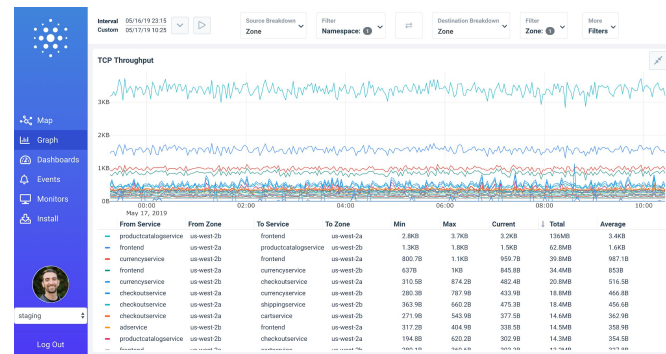 Interval 05/16/19 23:15
Custom 05/17/19 10:25
Source Breakdown
Zone
Filter
Namespace: 1
Destination Breakdown
Zone
Filter
Zone: 1
More
Filters
TCP Throughput
3KB
2KB
1KB
0B
00:00 02:00 04:00 06:00 08:00 10:00
May 17, 2019
Map
Graph
Dashboards
Events
Monitors
Install
staging
Log Out
From Service From Zone To Service To Zone Min Max Current ↓ Total Average
productcatalogservice us-west-2b frontend us-west-2a 2.8KB 3.7KB 3.2KB 136MB 3.4KB
frontend us-west-2b productcatalogservice us-west-2a 1.3KB 1.8KB 1.5KB 62.8MB 1.6KB
currencyservice us-west-2b frontend us-west-2a 800.7B 1.1KB 959.7B 39.8MB 987.1B
frontend us-west-2b currencyservice us-west-2a 637B 1KB 845.8B 34.4MB 853B
currencyservice us-west-2b checkoutservice us-west-2a 310.5B 874.2B 482.4B 20.8MB 516.5B
checkoutservice us-west-2b currencyservice us-west-2a 280.3B 787.9B 433.9B 18.8MB 466.8B
checkoutservice us-west-2b shippingservice us-west-2a 363.9B 660.2B 475.3B 18.4MB 456.6B
checkoutservice us-west-2b cartservice us-west-2a 271.9B 543.9B 377.5B 14.6MB 362.9B
adservice us-west-2b frontend us-west-2a 317.2B 404.9B 338.5B 14.5MB 358.9B
productcatalogservice us-west-2b checkoutservice us-west-2a 194.8B 620.2B 302.9B 14.3MB 354.5B